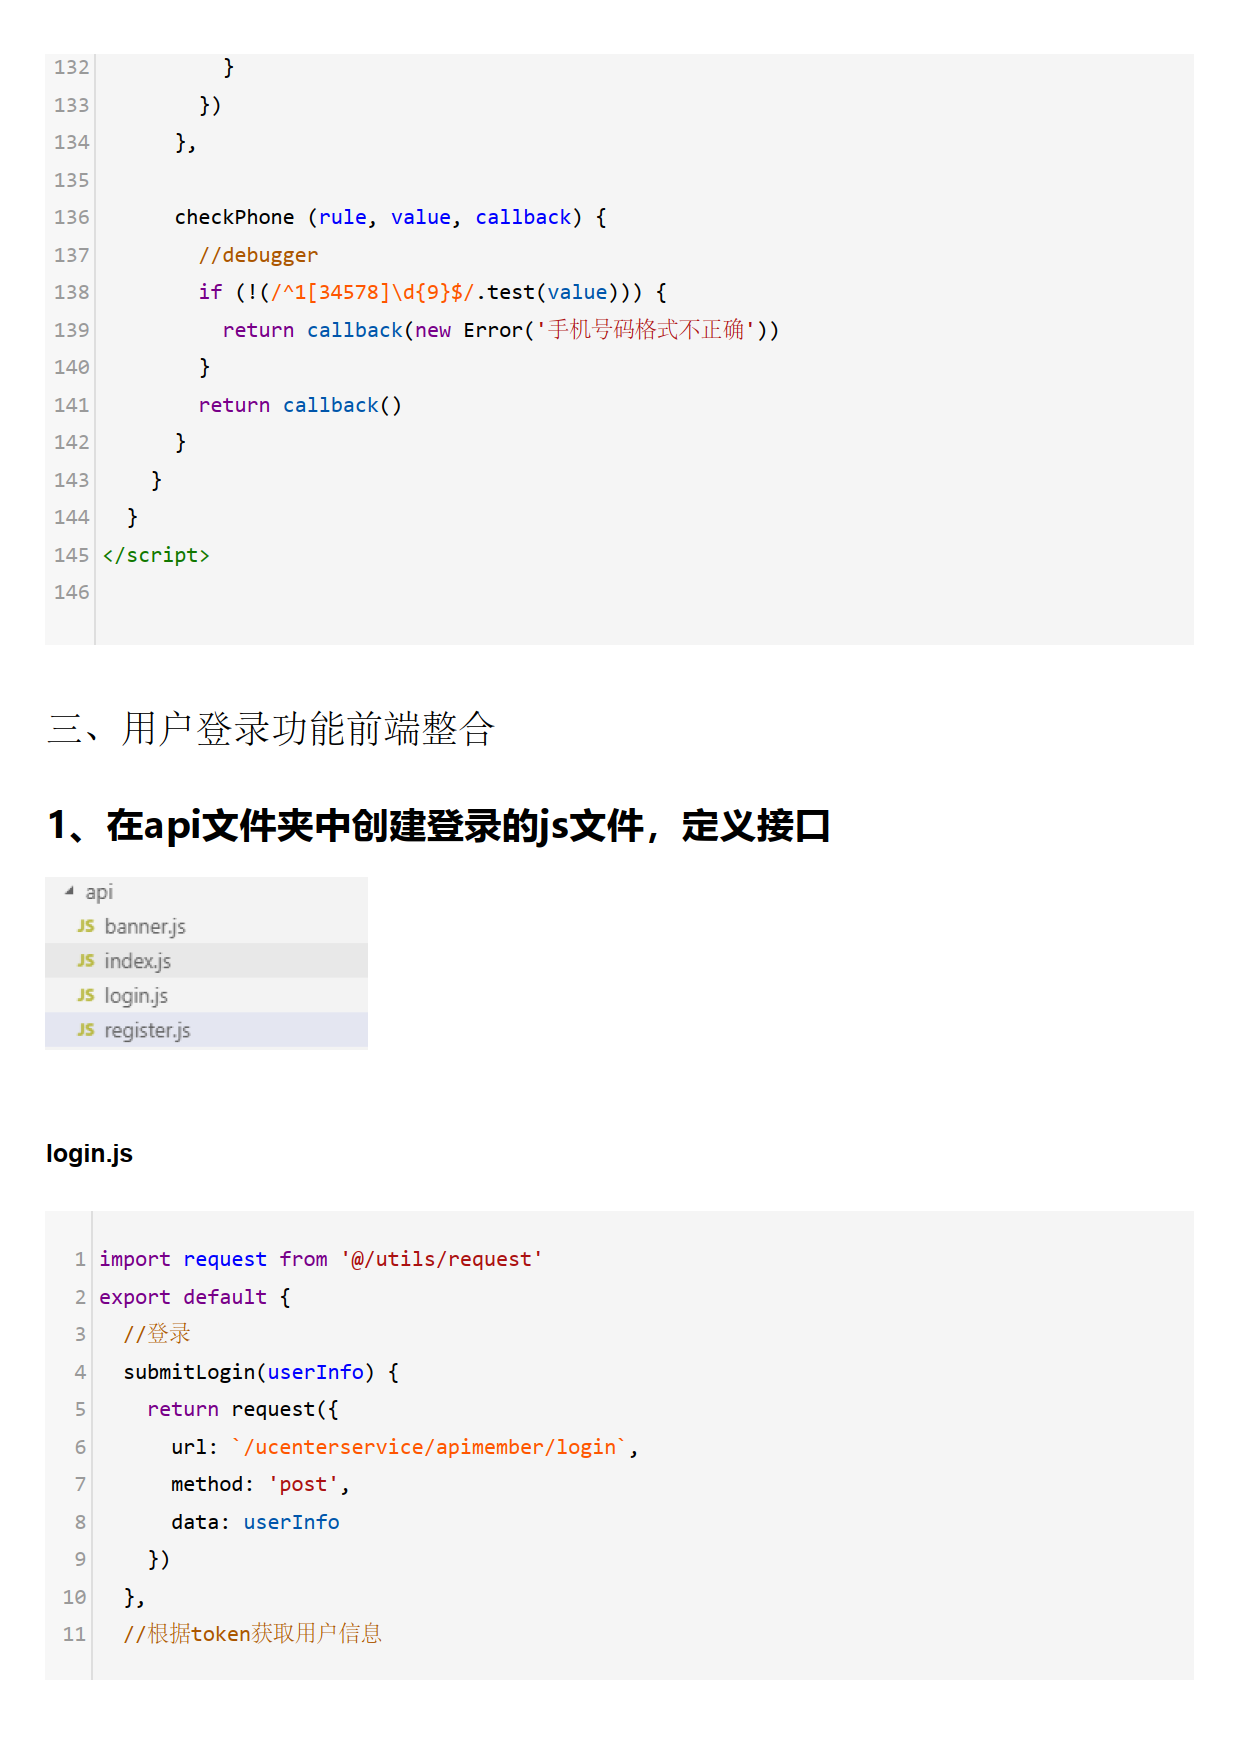 132           }
133         })
134       },
135
136       checkPhone (rule, value, callback) {
137         //debugger
138         if (!(/^1[34578]\d{9}$/.test(value))) {
139           return callback(new Error('手机号码格式不正确'))
140         }
141         return callback()
142       }
143     }
144   }
145 </script>
146
三、用户登录功能前端整合
1、在api文件夹中创建登录的js文件，定义接口
api
JS banner.js
JS index.js
JS login.js
JS register.js
login.js
1 import request from '@/utils/request'
2 export default {
3   //登录
4   submitLogin(userInfo) {
5     return request({
6       url: `/ucenterservice/apimember/login`,
7       method: 'post',
8       data: userInfo
9     })
10   },
11   //根据token获取用户信息